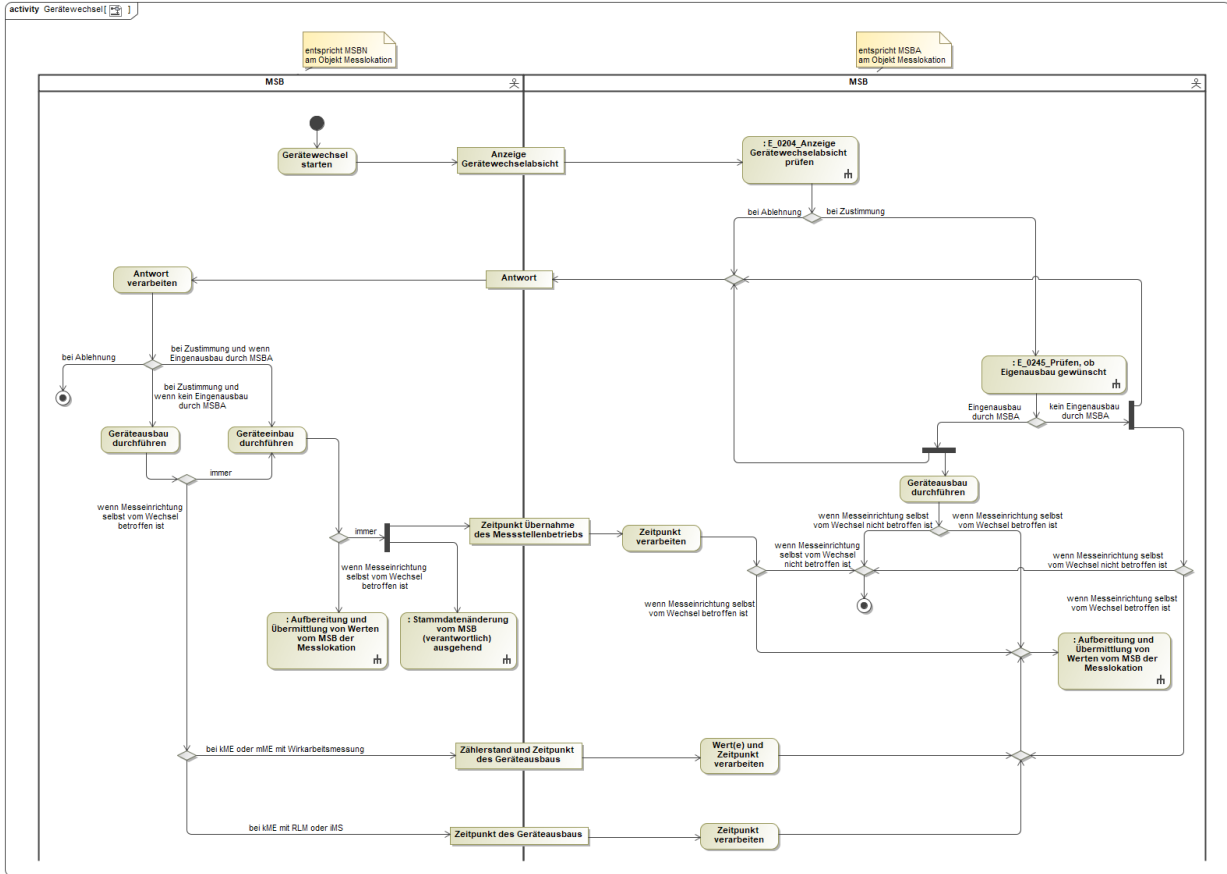 activity Gerätewechsel[ ]
entspricht MSBN
am Objekt Messlokation
entspricht MSBA
am Objekt Messlokation
MSB
MSB
Gerätewechsel
starten
Anzeige
Gerätewechselabsicht
: E_0204_Anzeige
Gerätewechselabsicht
prüfen
bei Ablehnung
bei Zustimmung
Antwort
verarbeiten
Antwort
bei Ablehnung
bei Zustimmung und wenn
Eingenausbau durch MSBA
bei Zustimmung und
wenn kein Eingenausbau
durch MSBA
: E_0245_Prüfen, ob
Eigenausbau gewünscht
Eingenausbau
durch MSBA
kein Eingenausbau
durch MSBA
Geräteausbau
durchführen
Geräteeinbau
durchführen
immer
Geräteausbau
durchführen
wenn Messeinrichtung
selbst vom Wechsel
betroffen ist
wenn Messeinrichtung selbst
vom Wechsel nicht betroffen ist
wenn Messeinrichtung selbst
vom Wechsel betroffen ist
immer
Zeitpunkt Übernahme
des Messstellenbetriebs
Zeitpunkt
verarbeiten
wenn Messeinrichtung
selbst vom Wechsel
nicht betroffen ist
wenn Messeinrichtung selbst
vom Wechsel nicht betroffen ist
wenn Messeinrichtung
selbst vom Wechsel
betroffen ist
wenn Messeinrichtung selbst
vom Wechsel betroffen ist
wenn Messeinrichtung selbst
vom Wechsel betroffen ist
: Aufbereitung und
Übermittlung von Werten
vom MSB der
Messlokation
: Stammdatenänderung
vom MSB
(verantwortlich)
ausgehend
: Aufbereitung und
Übermittlung von
Werten vom MSB der
Messlokation
bei kME oder mME mit Wirkarbeitsmessung
Zählerstand und Zeitpunkt
des Geräteausbaus
Wert(e) und
Zeitpunkt
verarbeiten
bei kME mit RLM oder iMS
Zeitpunkt des Geräteausbaus
Zeitpunkt
verarbeiten